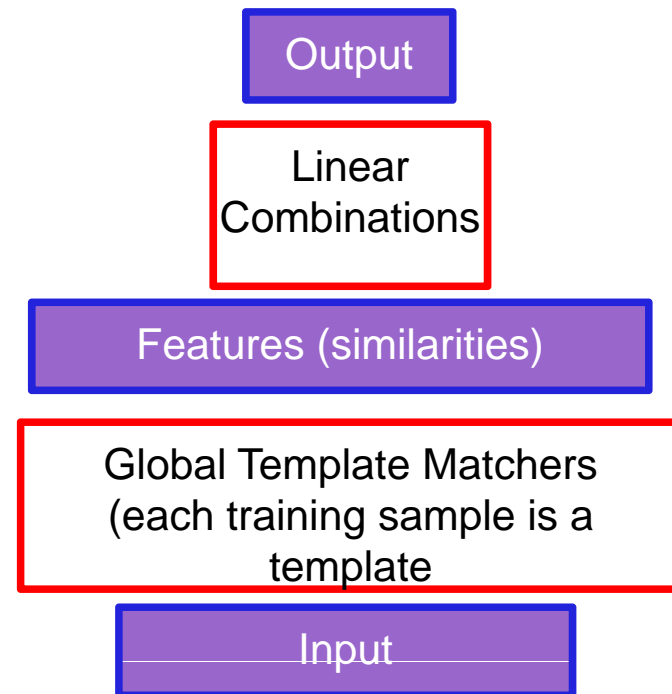 Output
Linear
Combinations
Features (similarities)
Global Template Matchers
(each training sample is a
template
Input